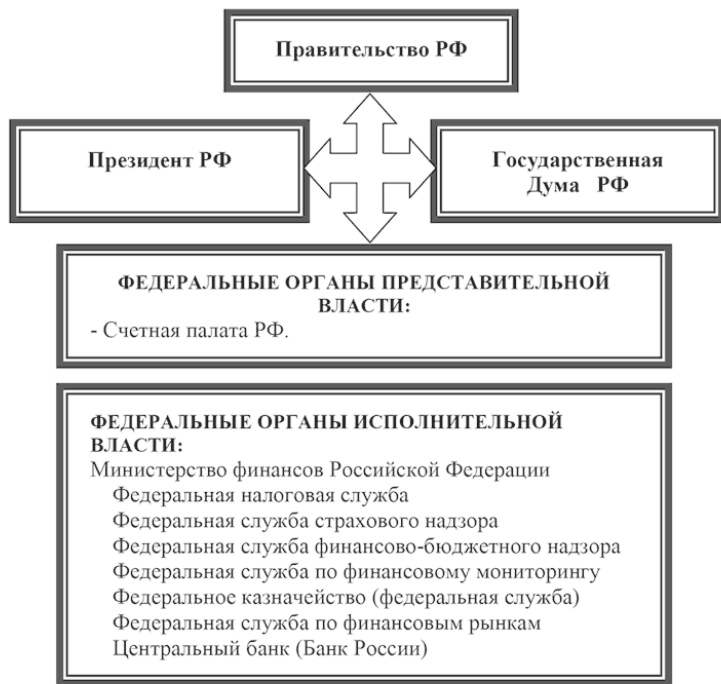 Правительство РФ
Президент РФ
Государственная
Дума РФ
ФЕДЕРАЛЬНЫЕ ОРГАНЫ ПРЕДСТАВИТЕЛЬНОЙ
ВЛАСТИ:
- Счетная палата РФ.
ФЕДЕРАЛЬНЫЕ ОРГАНЫ ИСПОЛНИТЕЛЬНОЙ
ВЛАСТИ:
Министерство финансов Российской Федерации
Федеральная налоговая служба
Федеральная служба страхового надзора
Федеральная служба финансово-бюджетного надзора
Федеральная служба по финансовому мониторингу
Федеральное казначейство (федеральная служба)
Федеральная служба по финансовым рынкам
Центральный банк (Банк России)